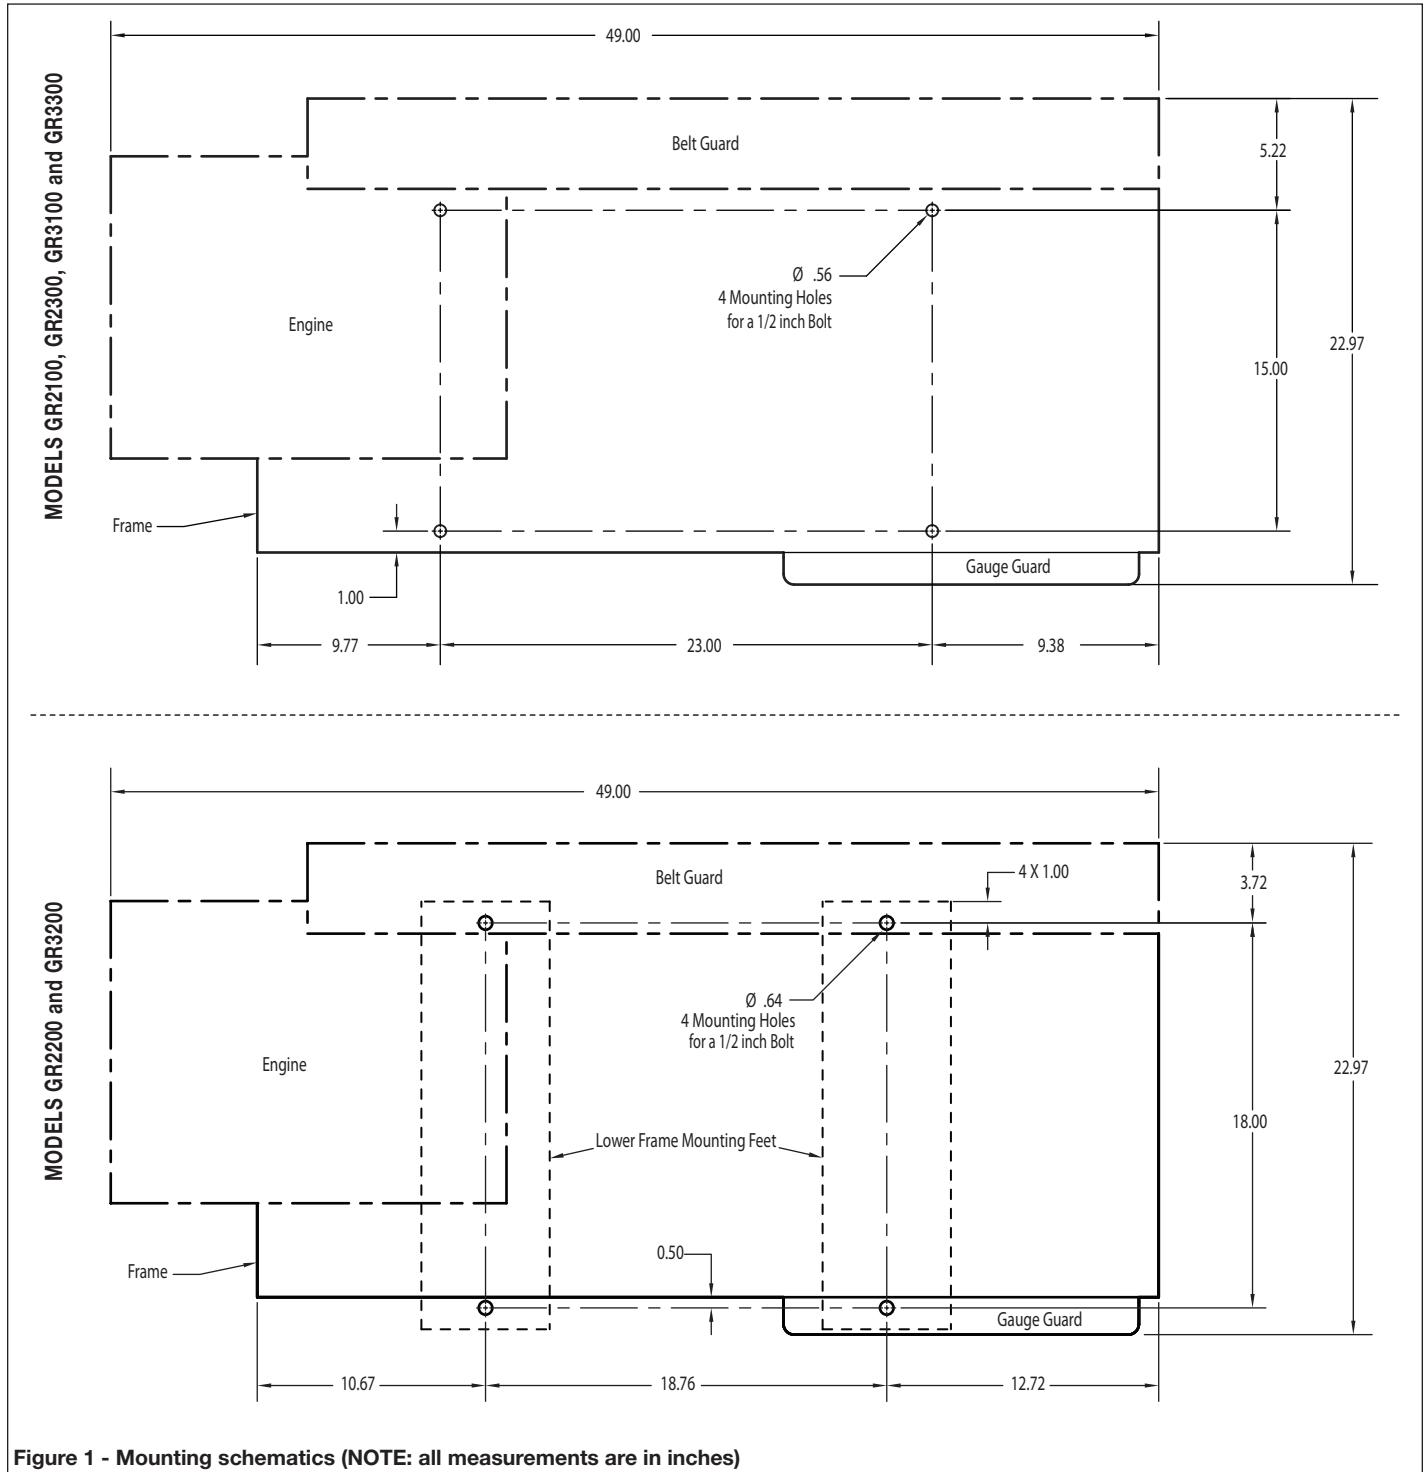 MODELS GR2100, GR2300, GR3100 and GR3300
49.00
Belt Guard
5.22
Ø .56
4 Mounting Holes
for a 1/2 inch Bolt
Engine
22.97
15.00
Frame
Gauge Guard
1.00
9.77
23.00
9.38
MODELS GR2200 and GR3200
49.00
Belt Guard
4 X 1.00
3.72
Ø .64
4 Mounting Holes
for a 1/2 inch Bolt
Engine
22.97
18.00
Lower Frame Mounting Feet
0.50
Frame
Gauge Guard
10.67
18.76
12.72
Figure 1 - Mounting schematics (NOTE: all measurements are in inches)